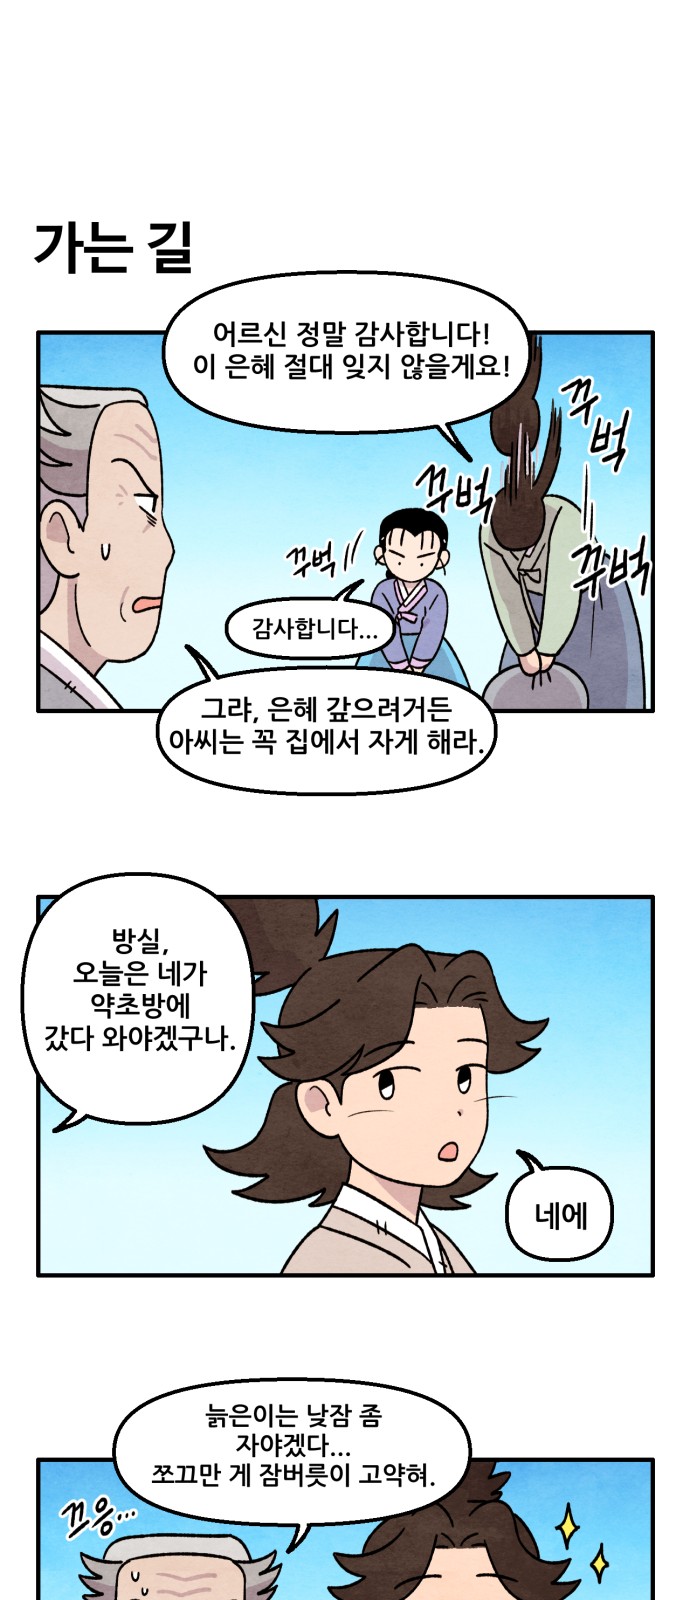 가는 길
어르신 정말 감사합니다!
이 은혜 절대 잊지 않을게요!
꾸벅
꾸벅
꾸벅
꾸벅
감사합니다...
그랴, 은혜 갚으려거든
아씨는 꼭 집에서 자게 해라.
방실,
오늘은 네가
약초방에
갔다 와야겠구나.
네에
늙은이는 낮잠 좀
자야겠다...
쪼끄만 게 잠버릇이 고약혀.
끄응...